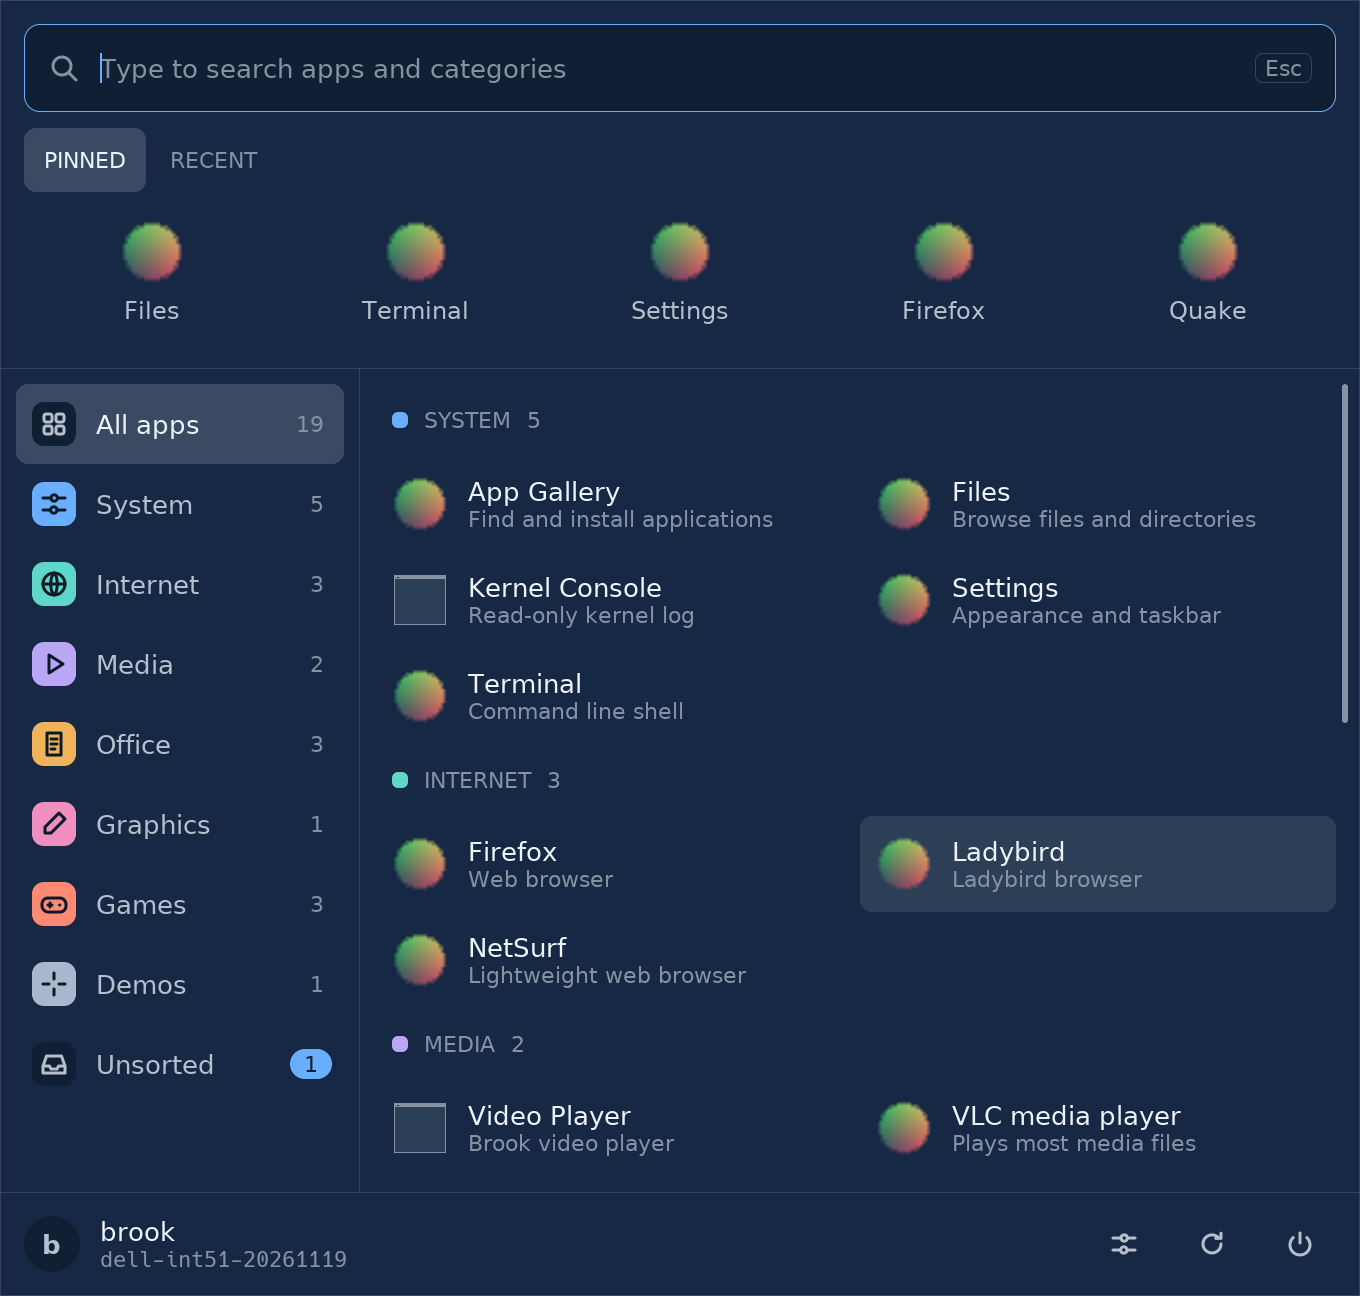 Type to search apps and categories
Esc
PINNED
RECENT
Files
Terminal
Settings
Firefox
Quake
All apps 19
System 5
Internet 3
Media 2
Office 3
Graphics 1
Games 3
Demos 1
Unsorted 1
SYSTEM 5
App Gallery
Find and install applications
Files
Browse files and directories
Kernel Console
Read-only kernel log
Settings
Appearance and taskbar
Terminal
Command line shell
INTERNET 3
Firefox
Web browser
Ladybird
Ladybird browser
NetSurf
Lightweight web browser
MEDIA 2
Video Player
Brook video player
VLC media player
Plays most media files
b
brook
dell-int51-20261119